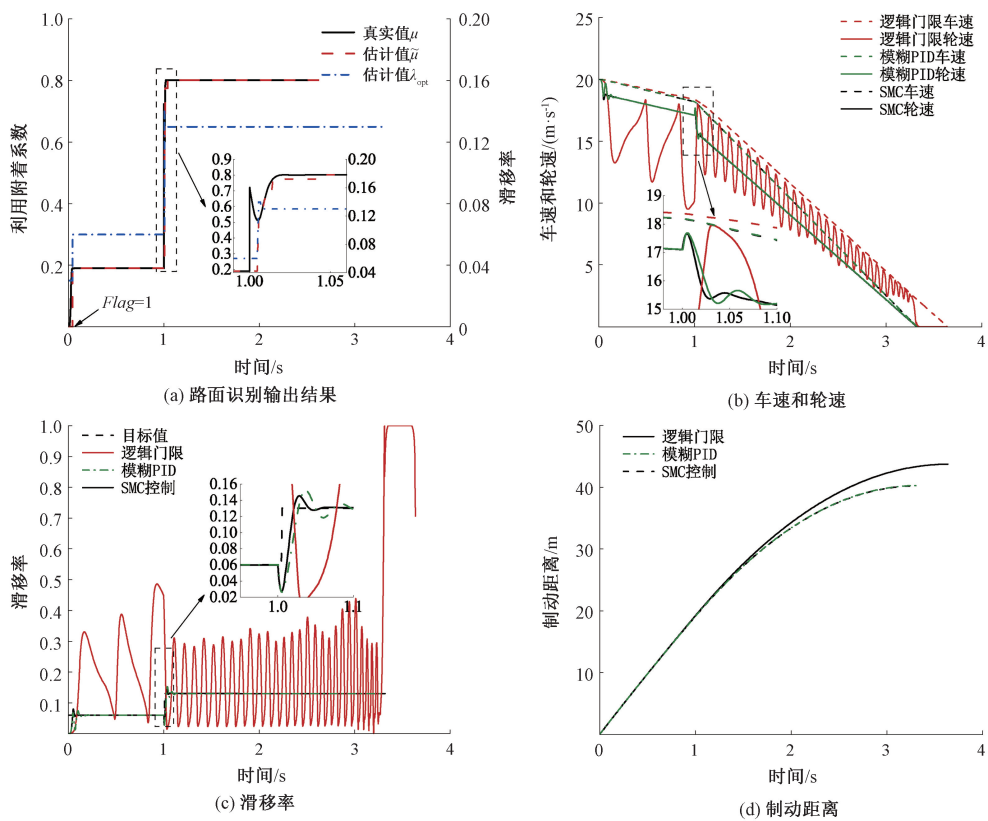 1.0
0.8
0.6
0.4
0.2
0
利用附着系数
0.20
0.16
0.12
0.08
0.04
0
滑移率
真实值μ
估计值μ̃
估计值λopt
0.9
0.8
0.7
0.6
0.5
0.4
0.3
0.2
0.20
0.16
0.12
0.08
0.04
1.00
1.05
Flag=1
0 1 2 3 4
时间/s
(a) 路面识别输出结果
25
20
15
10
5
车速和轮速/(m·s-1)
逻辑门限车速
逻辑门限轮速
模糊PID车速
模糊PID轮速
SMC车速
SMC轮速
19
18
17
16
15
1.00 1.05 1.10
0 1 2 3 4
时间/s
(b) 车速和轮速
1.0
0.9
0.8
0.7
0.6
0.5
0.4
0.3
0.2
0.1
滑移率
目标值
逻辑门限
模糊PID
SMC控制
0.16
0.14
0.12
0.10
0.08
0.06
0.04
0.02
1.0 1.1
0 1 2 3 4
时间/s
(c) 滑移率
50
40
30
20
10
制动距离/m
逻辑门限
模糊PID
SMC控制
0 1 2 3 4
时间/s
(d) 制动距离